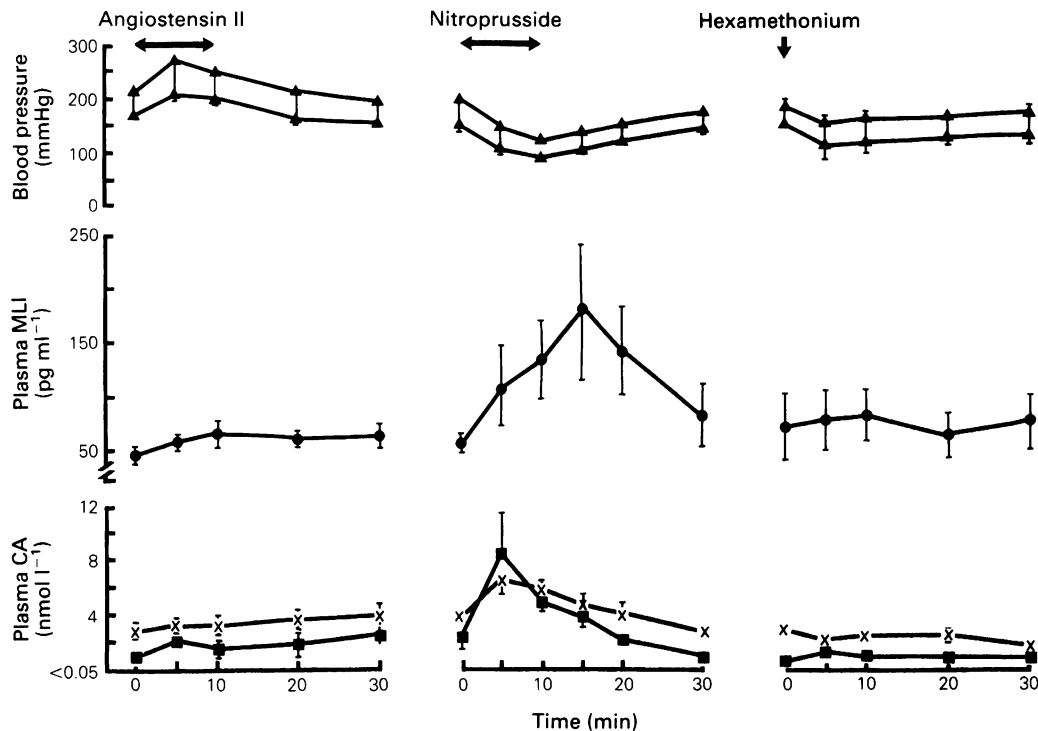 Angiostensin II Nitroprusside Hexamethonium
Blood pressure
(mmHg)
300
200
100
0
Plasma MLI
(pg ml⁻¹)
250
150
50
Plasma CA
(nmol l⁻¹)
12
8
4
<0.05
0 10 20 30 0 10 20 30 0 10 20 30
Time (min)